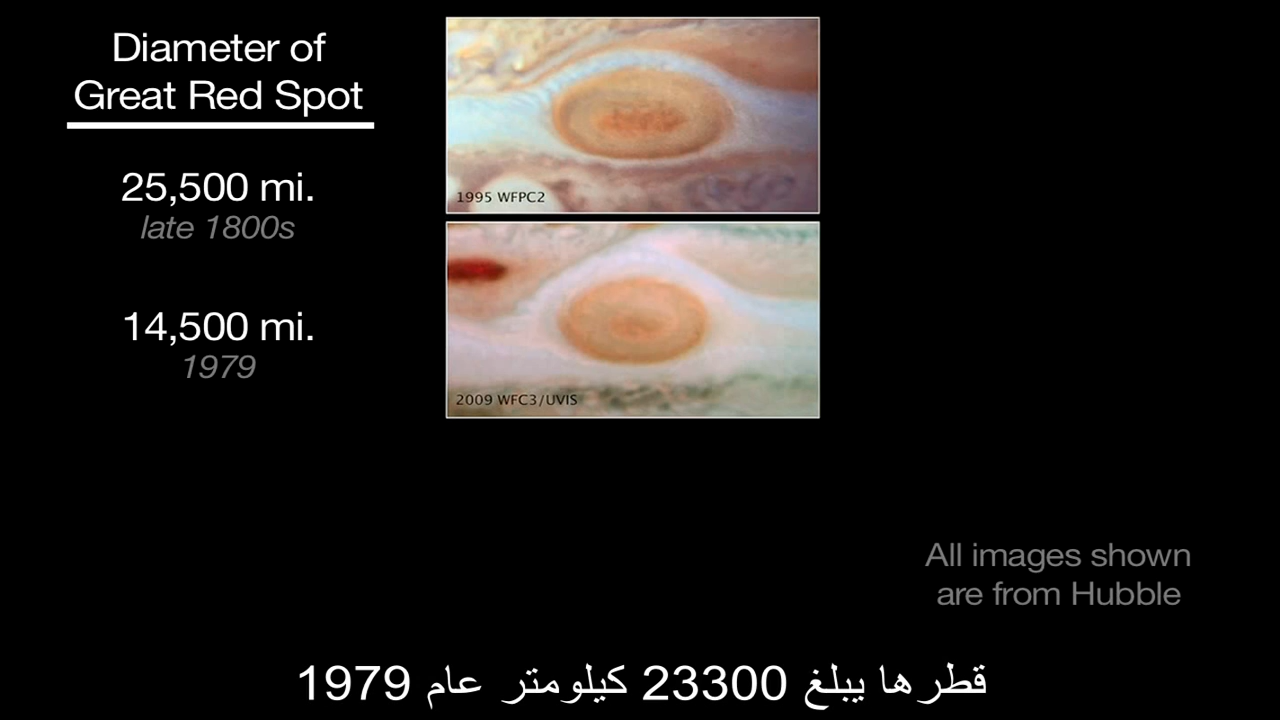 Diameter of
Great Red Spot
25,500 mi.
late 1800s
14,500 mi.
1979
1995 WFPC2
2009 WFC3/UVIS
All images shown
are from Hubble
قطرها يبلغ 23300 كيلومتر عام 1979